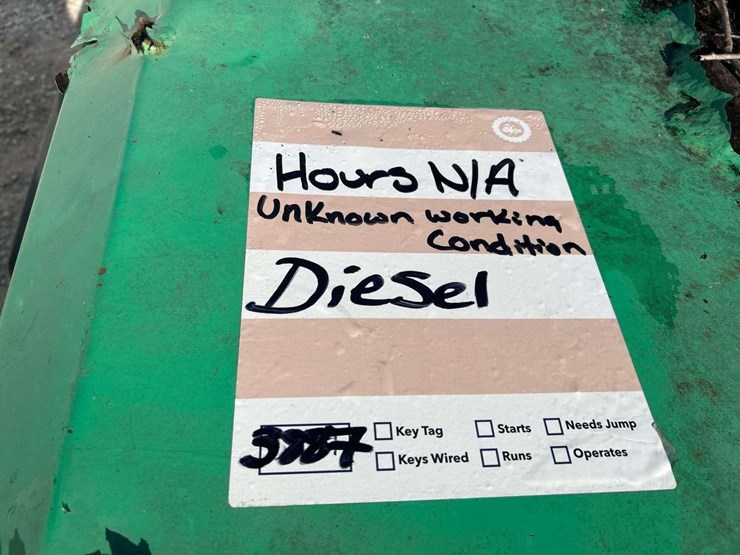 Hours N/A
Unknown working
Condition
Diesel
Key Tag
Starts
Needs Jump
Keys Wired
Runs
Operates